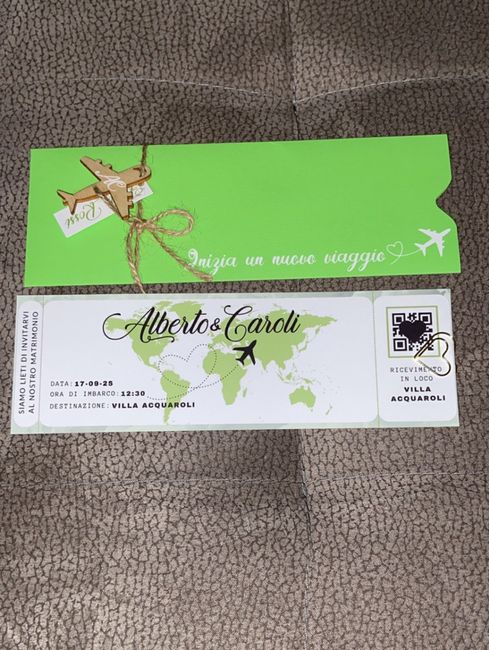 Rossi
Inizia un nuovo viaggio
SIAMO LIETI DI INVITARVI
AL NOSTRO MATRIMONIO
Alberto & Caroli
DATA: 17-09-25
ORA DI IMBARCO: 12:30
DESTINAZIONE: VILLA ACQUAROLI
RICEVIMENTO
IN LOCO
VILLA
ACQUAROLI